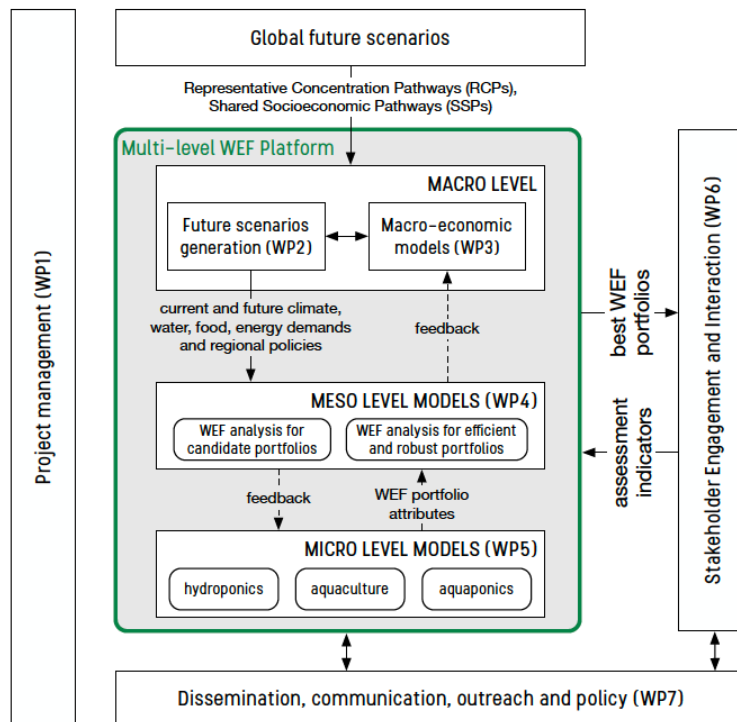 Project management (WP1)
Global future scenarios
Representative Concentration Pathways (RCPs),
Shared Socioeconomic Pathways (SSPs)
Multi-level WEF Platform
MACRO LEVEL
Future scenarios
generation (WP2)
Macro-economic
models (WP3)
current and future climate,
water, food, energy demands
and regional policies
feedback
MESO LEVEL MODELS (WP4)
WEF analysis for
candidate portfolios
WEF analysis for efficient
and robust portfolios
feedback
WEF portfolio
attributes
MICRO LEVEL MODELS (WP5)
hydroponics
aquaculture
aquaponics
best WEF
portfolios
assessment
indicators
Stakeholder Engagement and Interaction (WP6)
Dissemination, communication, outreach and policy (WP7)